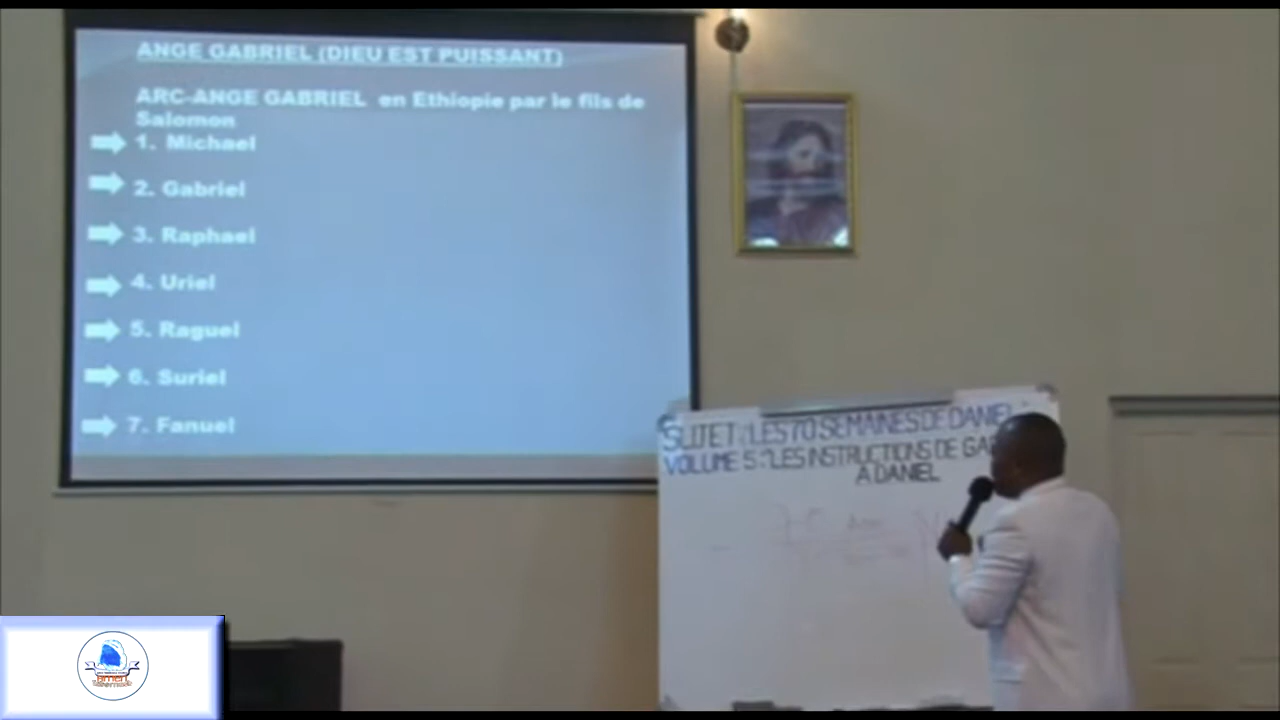 ANGE GABRIEL (DIEU EST PUISSANT)
ARC-ANGE GABRIEL en Ethiopie par le fils de
Salomon
1. Michael
2. Gabriel
3. Raphael
4. Uriel
5. Raguel
6. Suriel
7. Fanuel
SUJET : LES 70 SEMAINES DE DANIEL
VOLUME 5 : "LES INSTRUCTIONS DE GA
A DANIEL